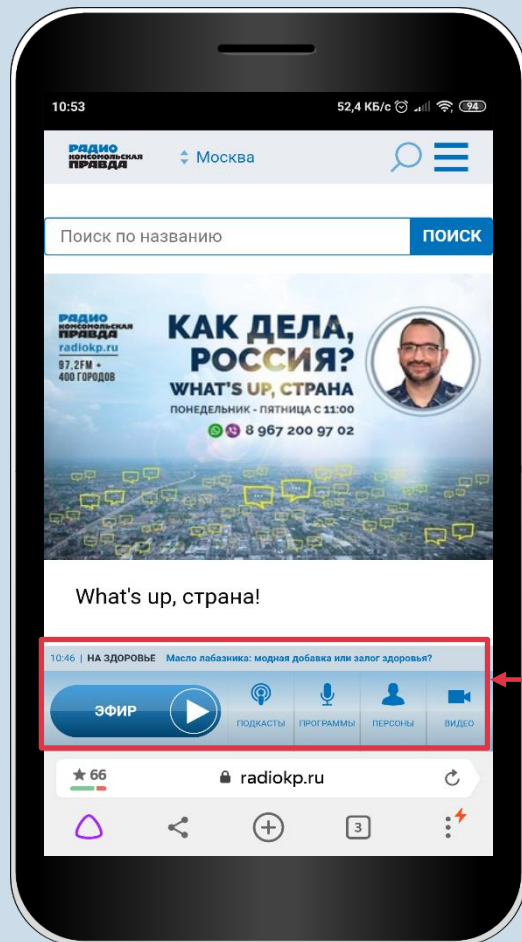 10:53
52,4 КБ/с
94
РАДИО
КОМСОМОЛЬСКАЯ
ПРАВДА
Москва
Поиск по названию
ПОИСК
РАДИО
КОМСОМОЛЬСКАЯ
ПРАВДА
radiokp.ru
97,2FM +
400 ГОРОДОВ
КАК ДЕЛА,
РОССИЯ?
WHAT'S UP, СТРАНА
ПОНЕДЕЛЬНИК - ПЯТНИЦА С 11:00
8 967 200 97 02
What's up, страна!
10:46 | НА ЗДОРОВЬЕ Масло лабазника: модная добавка или залог здоровья?
ЭФИР
ПОДКАСТЫ
ПРОГРАММЫ
ПЕРСОНЫ
ВИДЕО
66
radiokp.ru
3